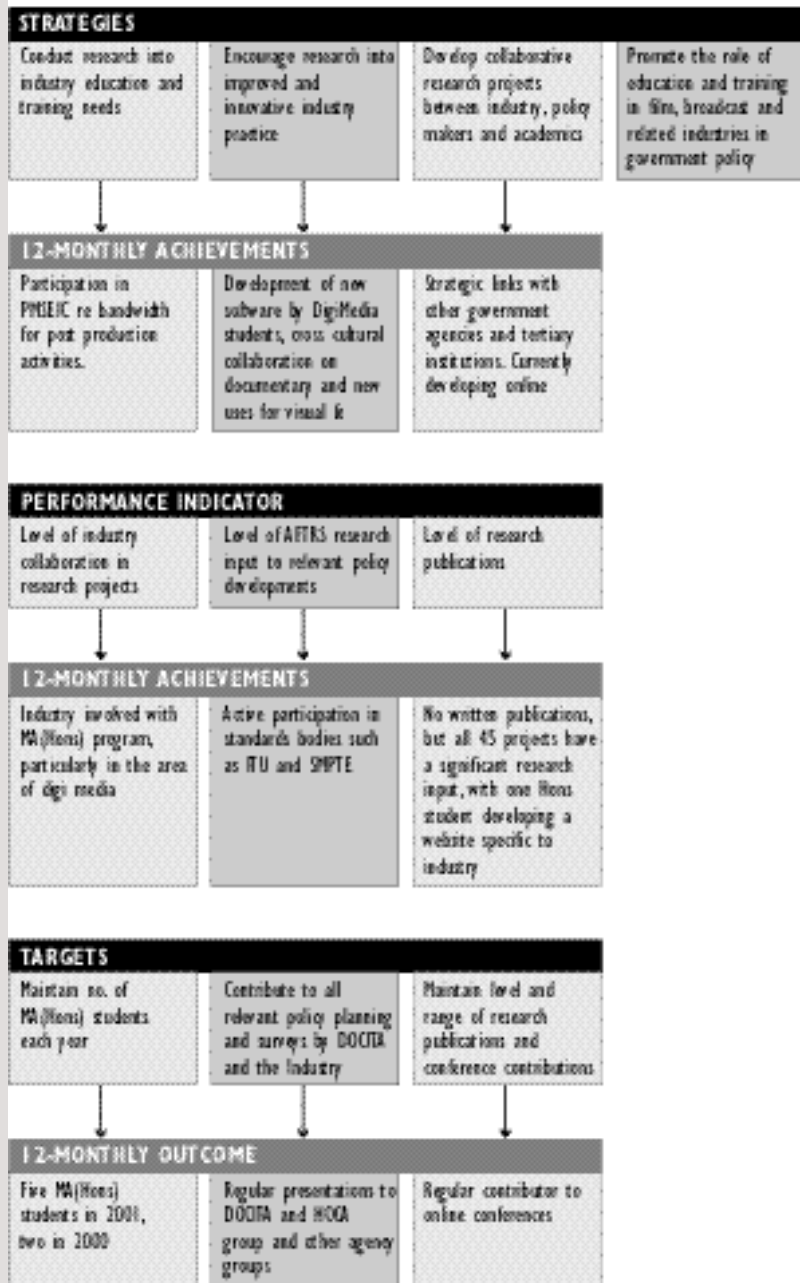 STRATEGIES
Conduct research into
industry education and
training needs
Encourage research into
improved and
innovative industry
practice
Develop collaborative
research projects
between industry, policy
makers and academics
Promote the role of
education and training
in film, broadcast and
related industries in
government policy
12-MONTHLY ACHIEVEMENTS
Participation in
PMSEIC re bandwidth
for post production
activities.
Development of new
software by DigiMedia
students, cross cultural
collaboration on
documentary and new
uses for visual
Strategic links with
other government
agencies and tertiary
institutions. Currently
developing online
PERFORMANCE INDICATOR
Level of industry
collaboration in
research projects
Level of AFTRS research
input to relevant policy
developments
Level of research
publications
12-MONTHLY ACHIEVEMENTS
Industry involved with
MA(Hons) program,
particularly in the area
of digi media
Active participation in
standards bodies such
as ITU and SMPTE
No written publications,
but all 45 projects have
a significant research
input, with one Hons
student developing a
website specific to
industry
TARGETS
Maintain no. of
MA(Hons) students
each year
Contribute to all
relevant policy planning
and surveys by DOCITA
and the Industry
Maintain level and
range of research
publications and
conference contributions
12-MONTHLY OUTCOME
Five MA(Hons)
students in 2001,
two in 2000
Regular presentations to
DOCITA and
group and other agency
groups
Regular contributor to
online conferences